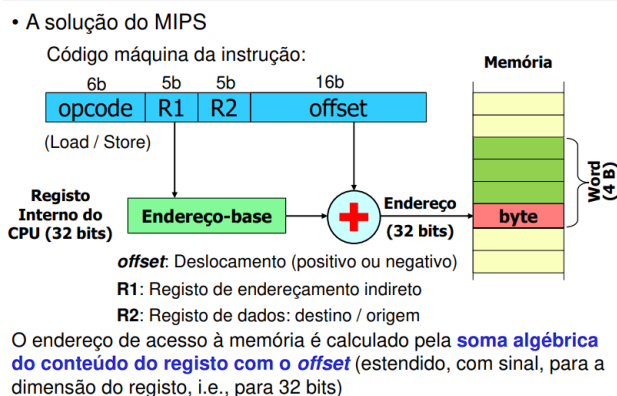 • A solução do MIPS
Código máquina da instrução:
Memória
6b 5b 5b 16b
opcode R1 R2 offset
(Load / Store)
Registo
Interno do
CPU (32 bits)
Endereço-base
+
Endereço
(32 bits)
byte
Word
(4 B)
offset: Deslocamento (positivo ou negativo)
R1: Registo de endereçamento indireto
R2: Registo de dados: destino / origem
O endereço de acesso à memória é calculado pela soma algébrica
do conteúdo do registo com o offset (estendido, com sinal, para a
dimensão do registo, i.e., para 32 bits)